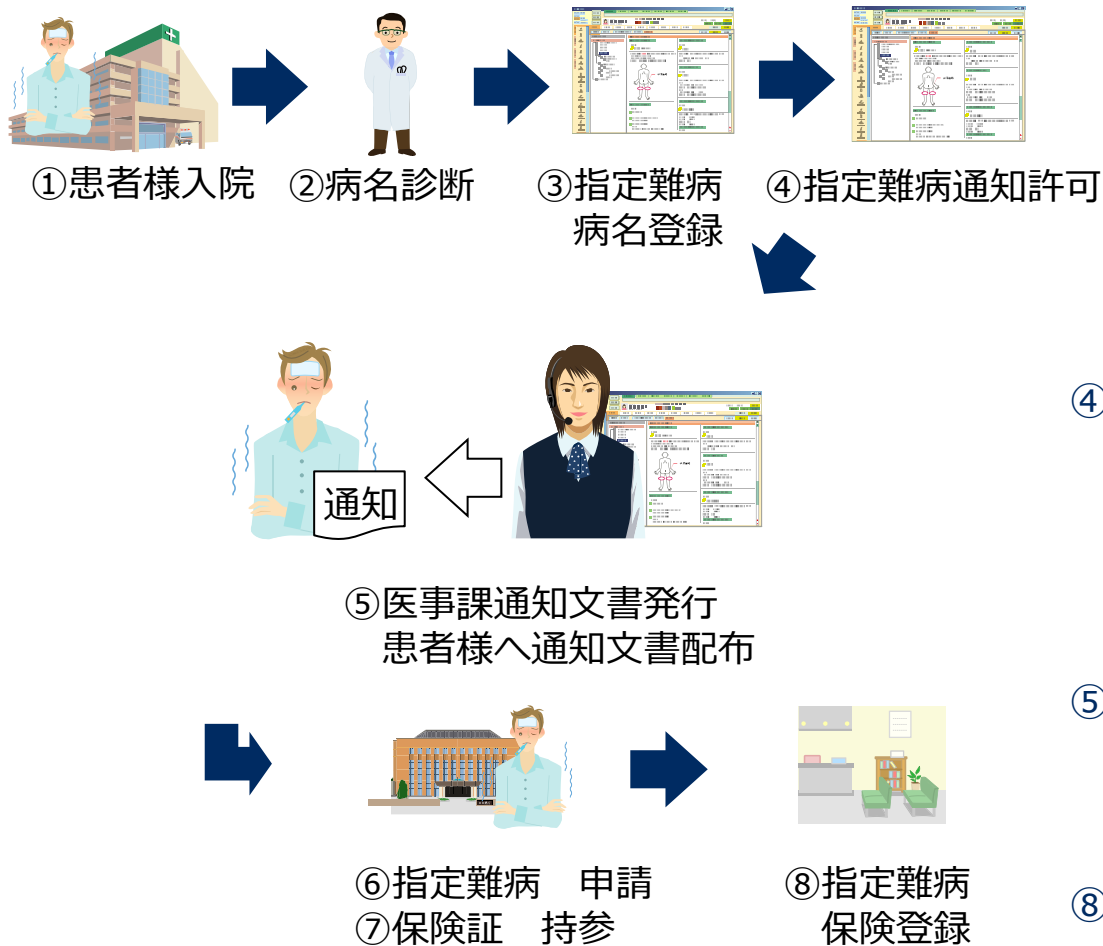 ①患者様入院
②病名診断
③指定難病
病名登録
④指定難病通知許可
④
通知
⑤医事課通知文書発行
患者様へ通知文書配布
⑤
⑥指定難病　申請
⑦保険証　持参
⑧指定難病
保険登録
⑧